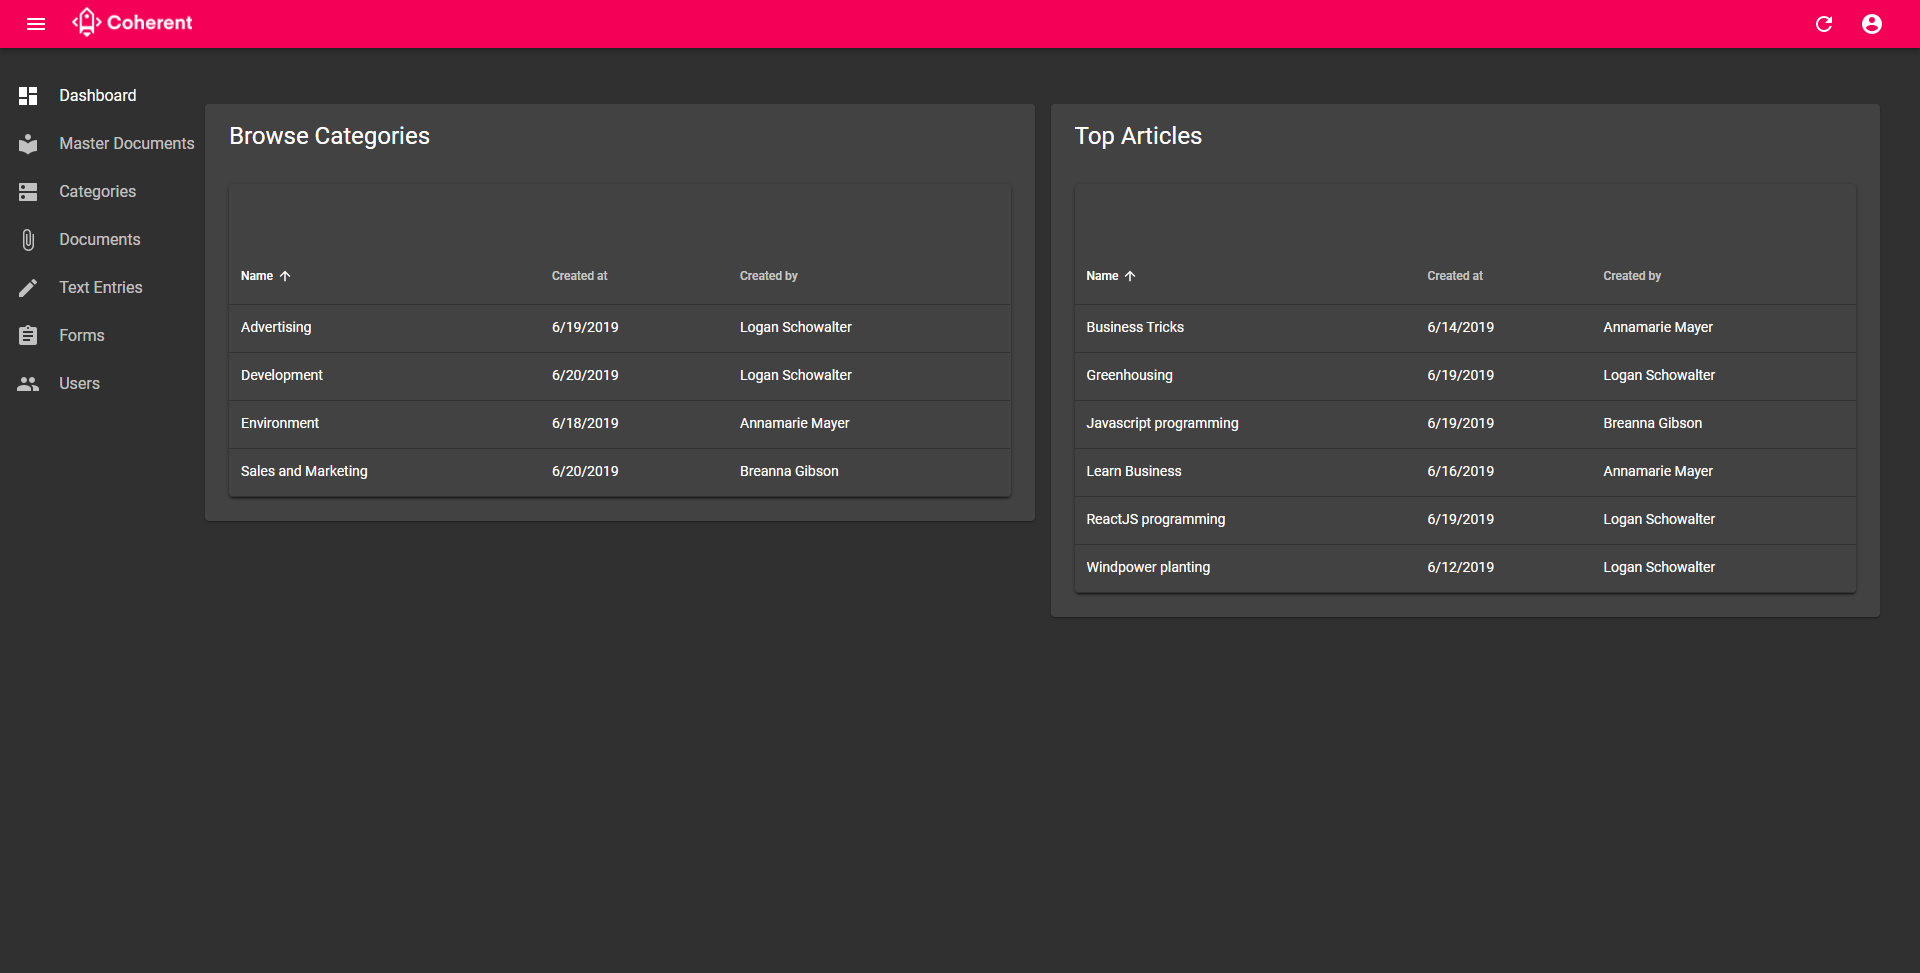 Coherent
Dashboard
Master Documents
Categories
Documents
Text Entries
Forms
Users
Browse Categories
Name Created at Created by
Advertising 6/19/2019 Logan Schowalter
Development 6/20/2019 Logan Schowalter
Environment 6/18/2019 Annamarie Mayer
Sales and Marketing 6/20/2019 Breanna Gibson
Top Articles
Name Created at Created by
Business Tricks 6/14/2019 Annamarie Mayer
Greenhousing 6/19/2019 Logan Schowalter
Javascript programming 6/19/2019 Breanna Gibson
Learn Business 6/16/2019 Annamarie Mayer
ReactJS programming 6/19/2019 Logan Schowalter
Windpower planting 6/12/2019 Logan Schowalter